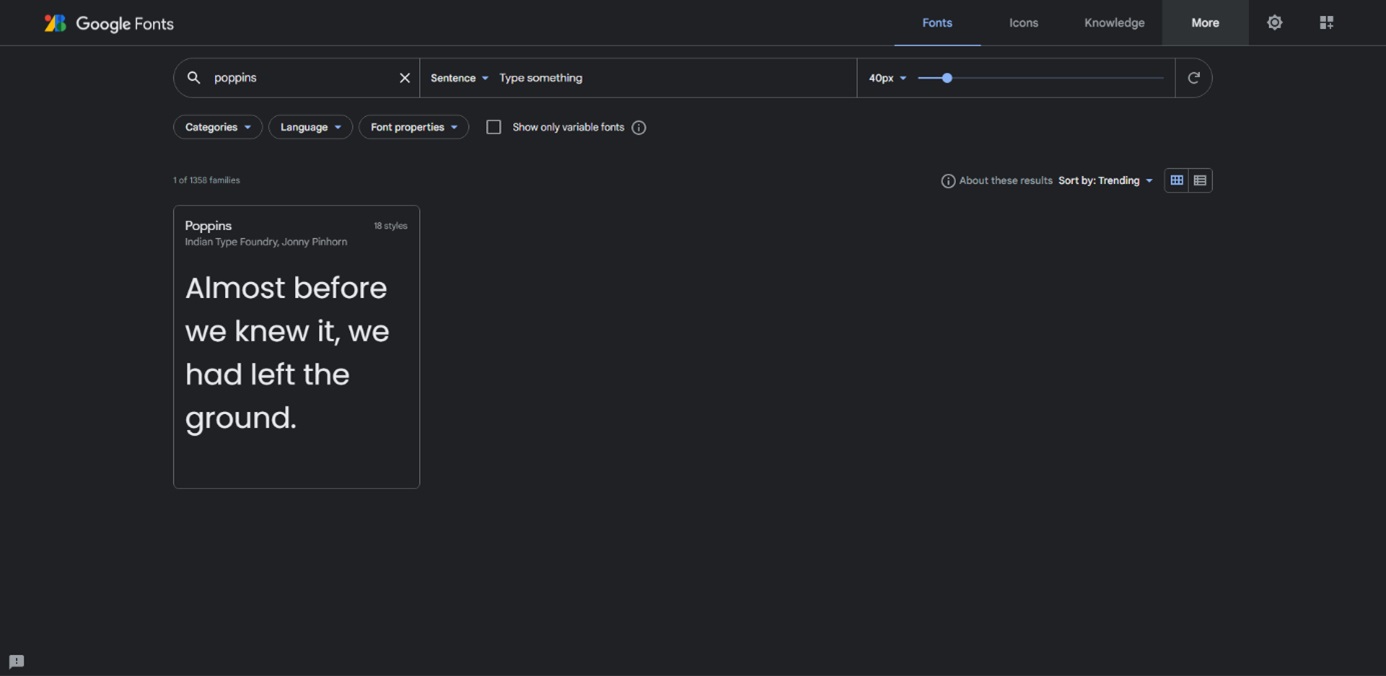 Google Fonts
Fonts
Icons
Knowledge
More
poppins
Sentence
Type something
40px
Categories
Language
Font properties
Show only variable fonts
1 of 1358 families
About these results
Sort by: Trending
Poppins
18 styles
Indian Type Foundry, Jonny Pinhorn
Almost before
we knew it, we
had left the
ground.